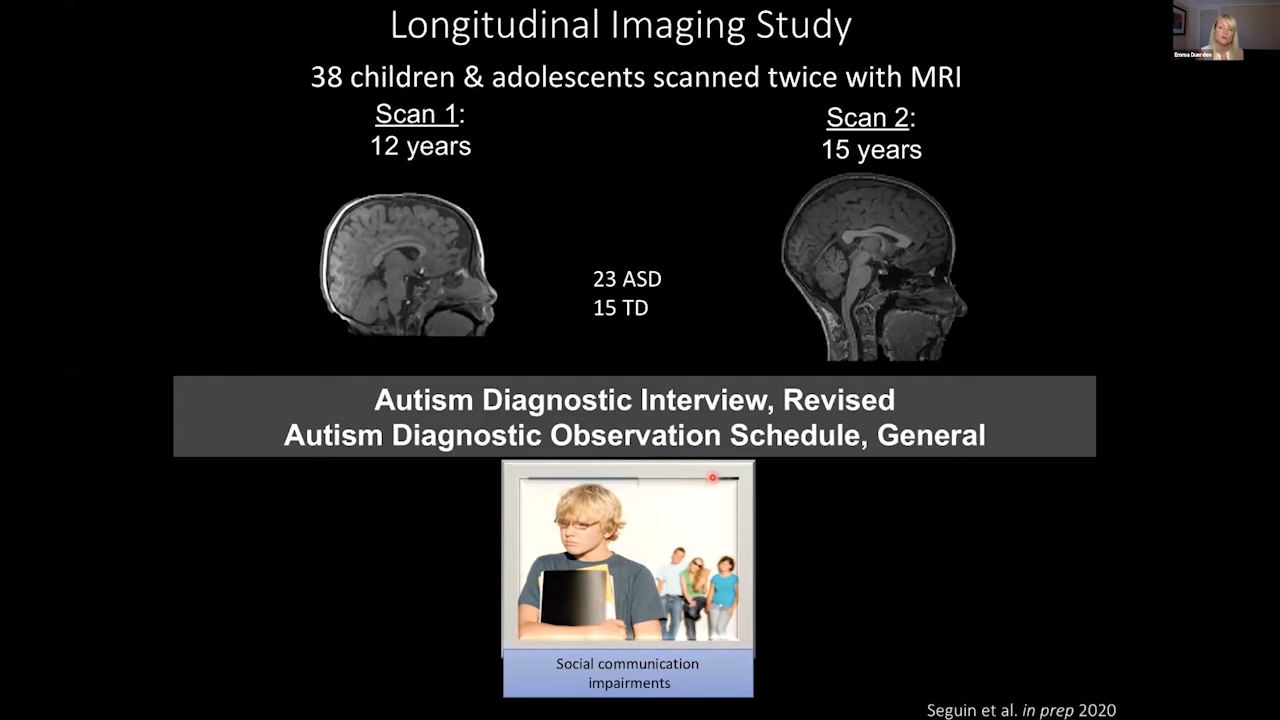 Longitudinal Imaging Study
38 children & adolescents scanned twice with MRI
Scan 1:
12 years
Scan 2:
15 years
23 ASD
15 TD
Autism Diagnostic Interview, Revised
Autism Diagnostic Observation Schedule, General
Social communication
impairments
Seguin et al. in prep 2020
Emma Duerden